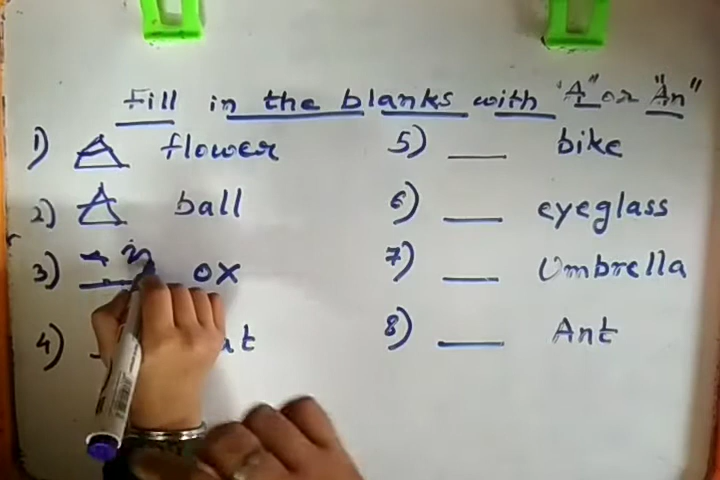 Fill in the blanks with "A" or "An"
1) A flower
2) A ball
3) ox
4)
5) ___ bike
6) ___ eyeglass
7) ___ Umbrella
8) ___ Ant